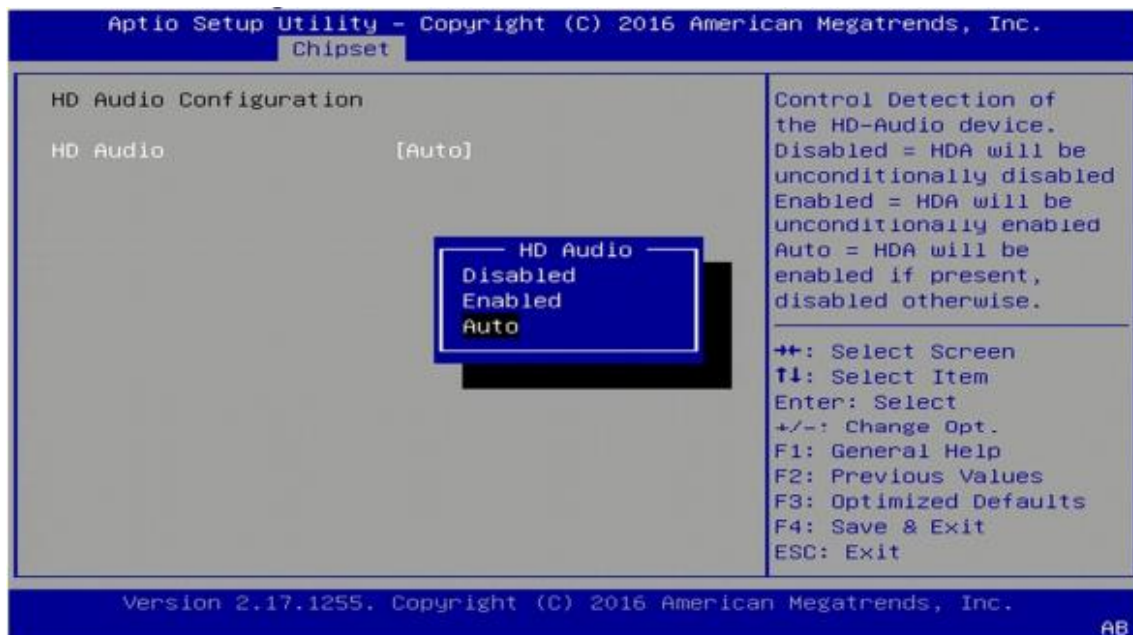 Aptio Setup Utility – Copyright (C) 2016 American Megatrends, Inc.
Chipset
HD Audio Configuration
HD Audio [Auto]
HD Audio
Disabled
Enabled
Auto
Control Detection of
the HD-Audio device.
Disabled = HDA will be
unconditionally disabled
Enabled = HDA will be
unconditionally enabled
Auto = HDA will be
enabled if present,
disabled otherwise.
→←: Select Screen
↑↓: Select Item
Enter: Select
+/-: Change Opt.
F1: General Help
F2: Previous Values
F3: Optimized Defaults
F4: Save & Exit
ESC: Exit
Version 2.17.1255. Copyright (C) 2016 American Megatrends, Inc.
AB